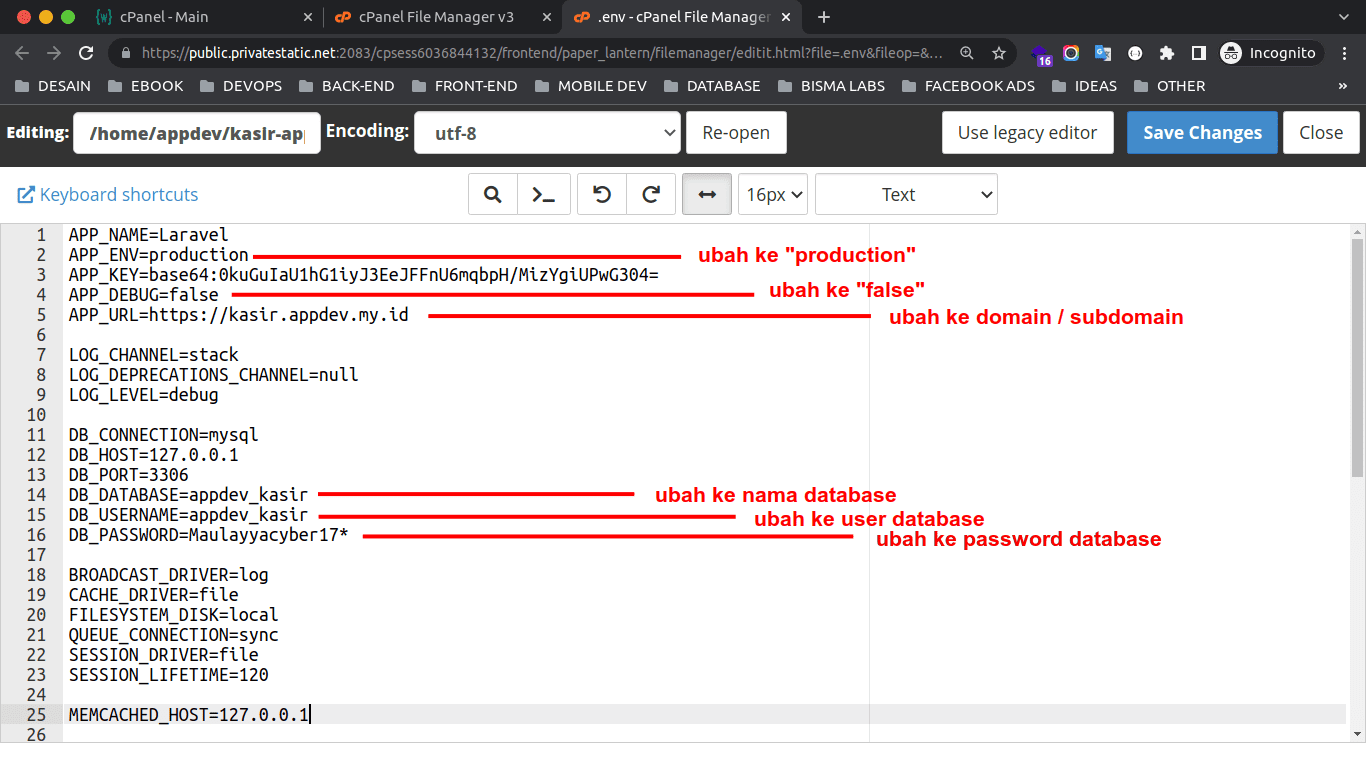 cPanel - Main
cPanel File Manager v3
.env - cPanel File Manager
https://public.privatestatic.net:2083/cpsess6036844132/frontend/paper_lantern/filemanager/editit.html?file=.env&fileop=&...
16
Incognito
DESAIN
EBOOK
DEVOPS
BACK-END
FRONT-END
MOBILE DEV
DATABASE
BISMA LABS
FACEBOOK ADS
IDEAS
OTHER
»
Editing: /home/appdev/kasir-app
Encoding: utf-8
Re-open
Use legacy editor
Save Changes
Close
Keyboard shortcuts
16px
Text
1 APP_NAME=Laravel
2 APP_ENV=production ubah ke "production"
3 APP_KEY=base64:0kuGuIaU1hG1iyJ3EeJFFnU6mqbpH/MizYgiUPwG304=
4 APP_DEBUG=false ubah ke "false"
5 APP_URL=https://kasir.appdev.my.id ubah ke domain / subdomain
6
7 LOG_CHANNEL=stack
8 LOG_DEPRECATIONS_CHANNEL=null
9 LOG_LEVEL=debug
10
11 DB_CONNECTION=mysql
12 DB_HOST=127.0.0.1
13 DB_PORT=3306
14 DB_DATABASE=appdev_kasir ubah ke nama database
15 DB_USERNAME=appdev_kasir ubah ke user database
16 DB_PASSWORD=Maulayyacyber17* ubah ke password database
17
18 BROADCAST_DRIVER=log
19 CACHE_DRIVER=file
20 FILESYSTEM_DISK=local
21 QUEUE_CONNECTION=sync
22 SESSION_DRIVER=file
23 SESSION_LIFETIME=120
24
25 MEMCACHED_HOST=127.0.0.1
26